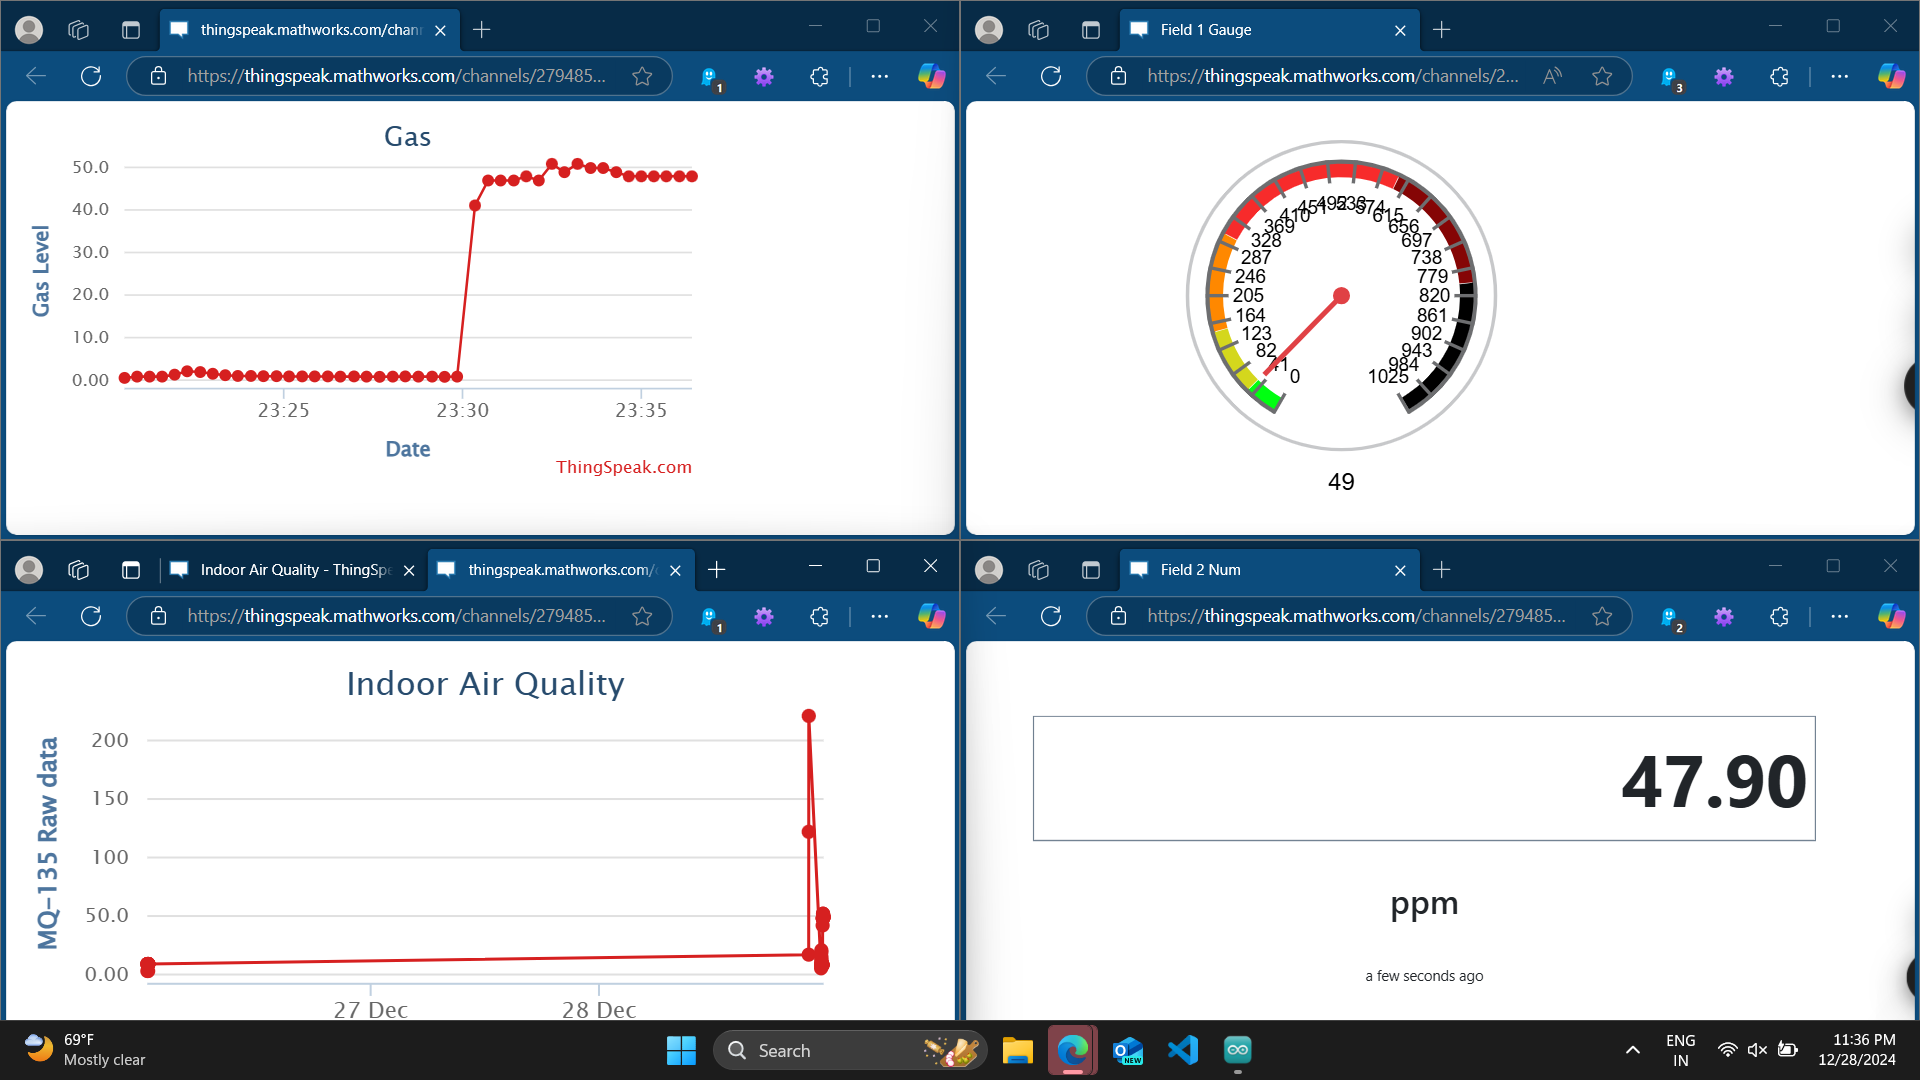 thingspeak.mathworks.com/chan
https://thingspeak.mathworks.com/channels/279485...
1
Gas
50.0
40.0
30.0
20.0
10.0
0.00
Gas Level
23:25
23:30
23:35
Date
ThingSpeak.com
Field 1 Gauge
https://thingspeak.mathworks.com/channels/2...
3
0
41
82
123
164
205
246
287
328
369
410
451
492
533
574
615
656
697
738
779
820
861
902
943
984
1025
49
Indoor Air Quality - ThingSpe
thingspeak.mathworks.com/
https://thingspeak.mathworks.com/channels/279485...
1
Indoor Air Quality
200
150
100
50.0
0.00
MQ-135 Raw data
27 Dec
28 Dec
Field 2 Num
https://thingspeak.mathworks.com/channels/279485...
2
47.90
ppm
a few seconds ago
69°F
Mostly clear
Search
NEW
ENG
IN
11:36 PM
12/28/2024